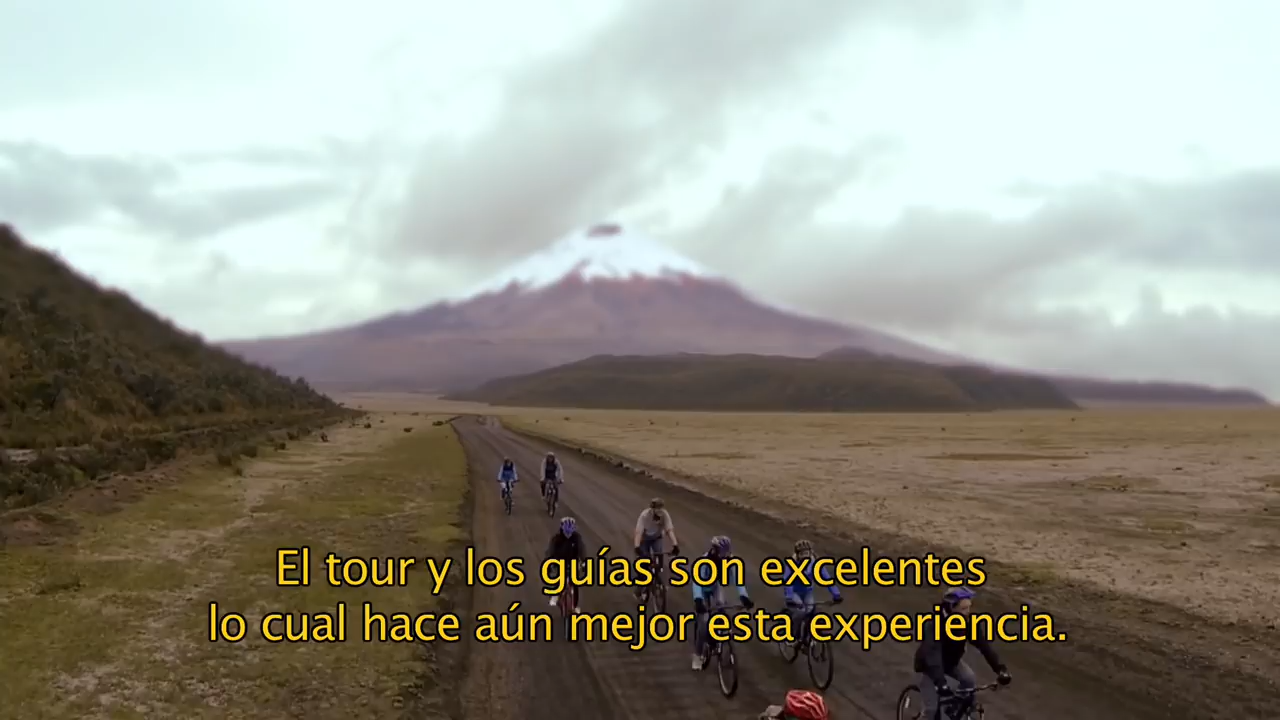 El tour y los guías son excelentes
lo cual hace aún mejor esta experiencia.